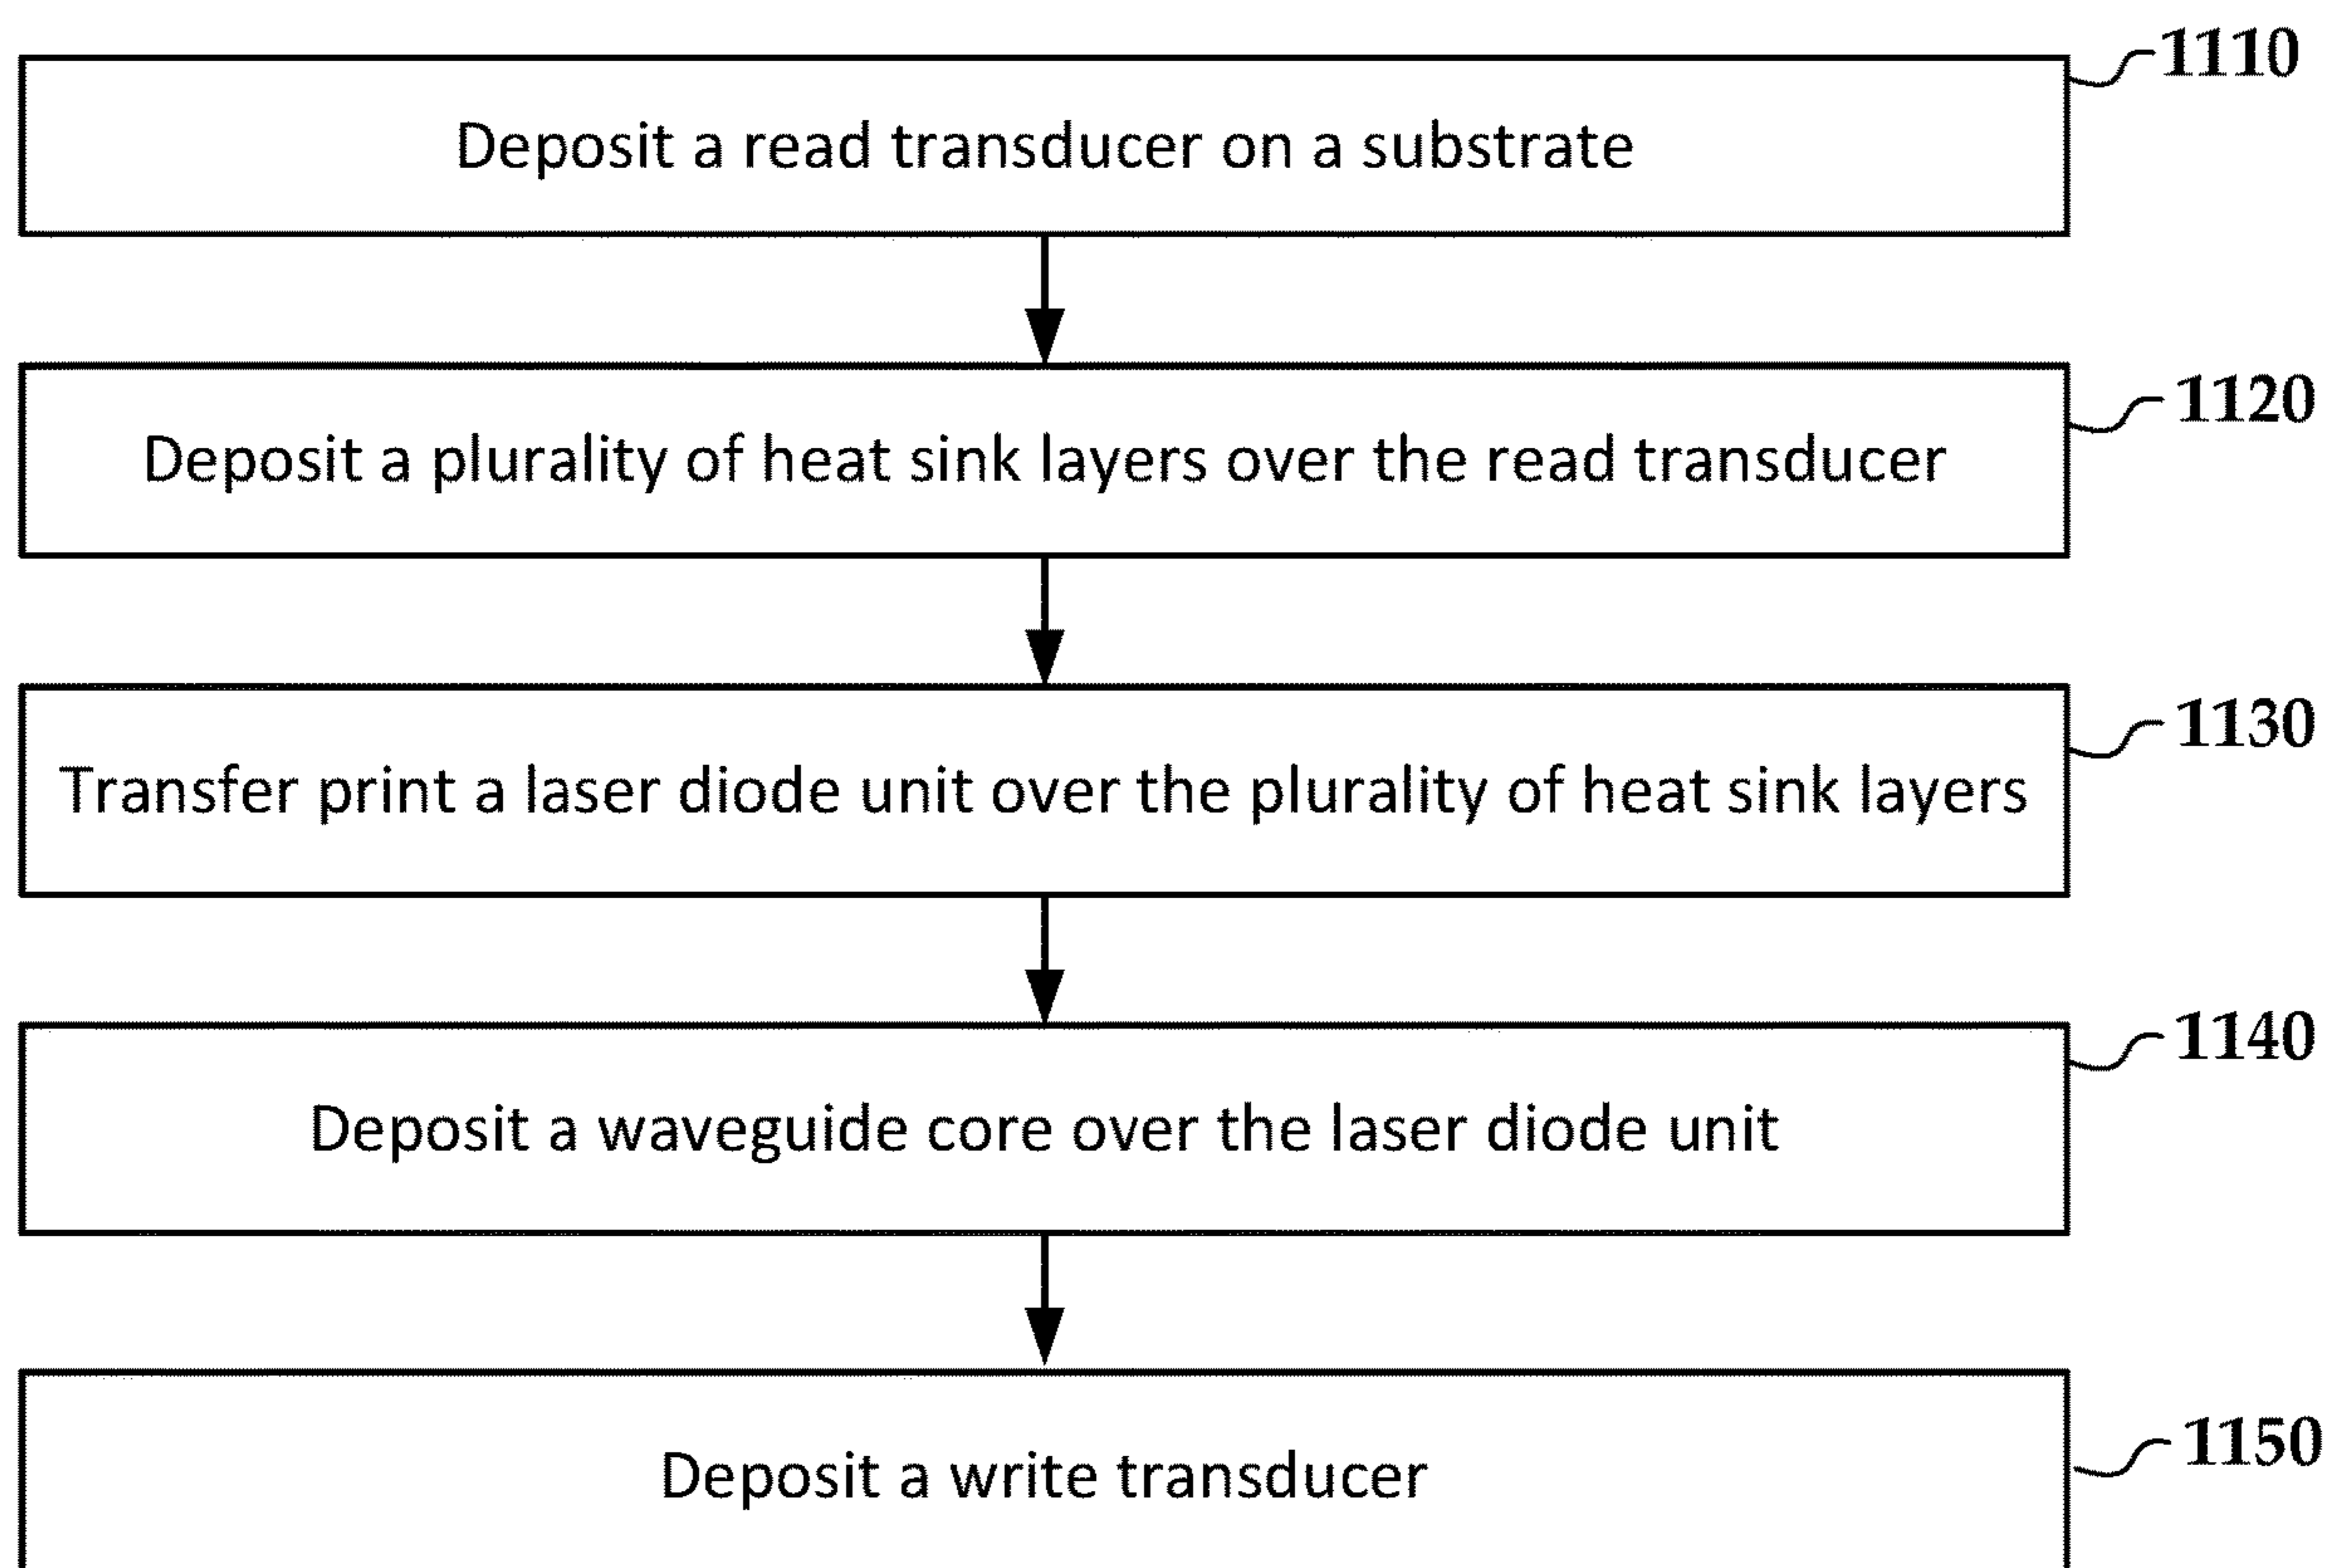 1110
Deposit a read transducer on a substrate
1120
Deposit a plurality of heat sink layers over the read transducer
1130
Transfer print a laser diode unit over the plurality of heat sink layers
1140
Deposit a waveguide core over the laser diode unit
1150
Deposit a write transducer